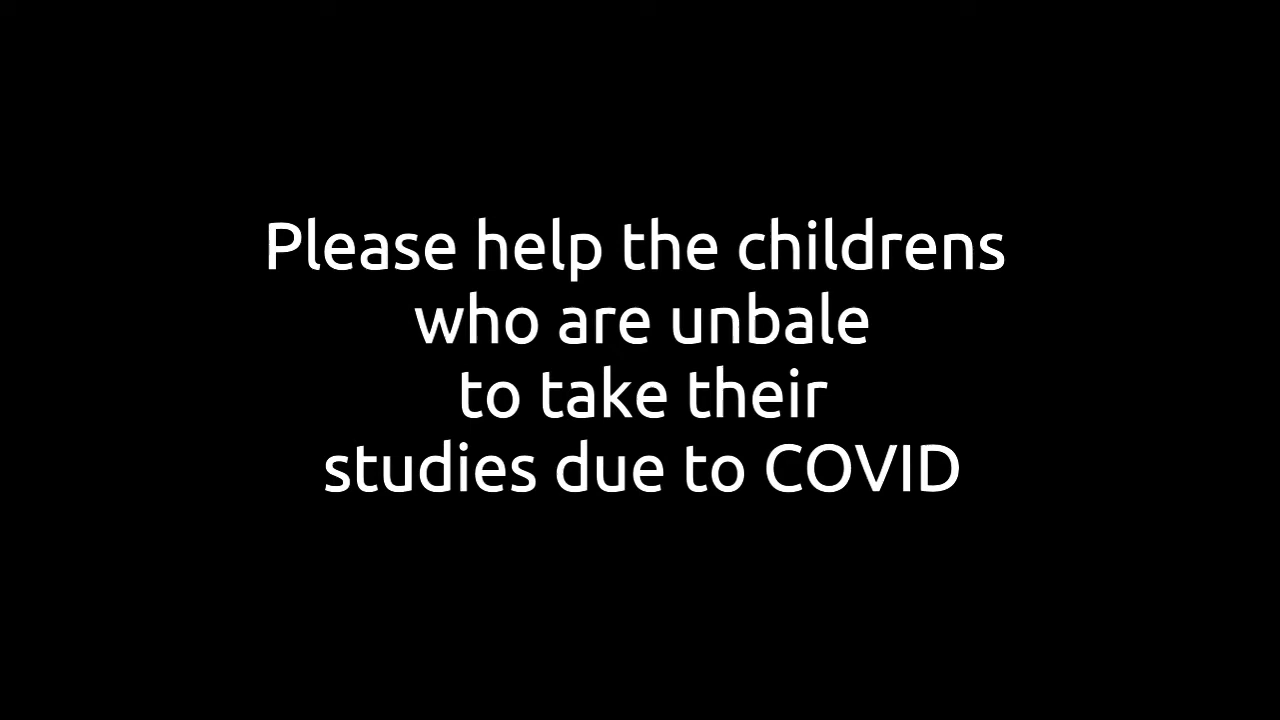 Please help the childrens
who are unbale
to take their
studies due to COVID